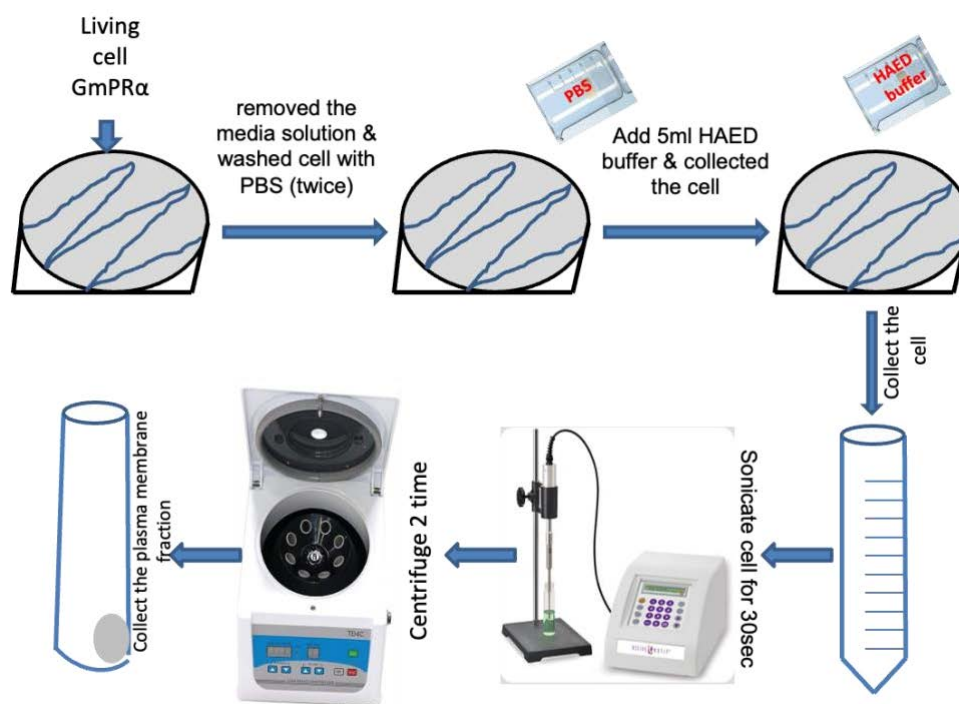 Living
cell
GmPRα
removed the
media solution &
washed cell with
PBS (twice)
PBS
Add 5ml HAED
buffer & collected
the cell
HAED
buffer
Collect the
cell
Sonicate cell for 30sec
Centrifuge 2 time
Collect the plasma membrane
fraction